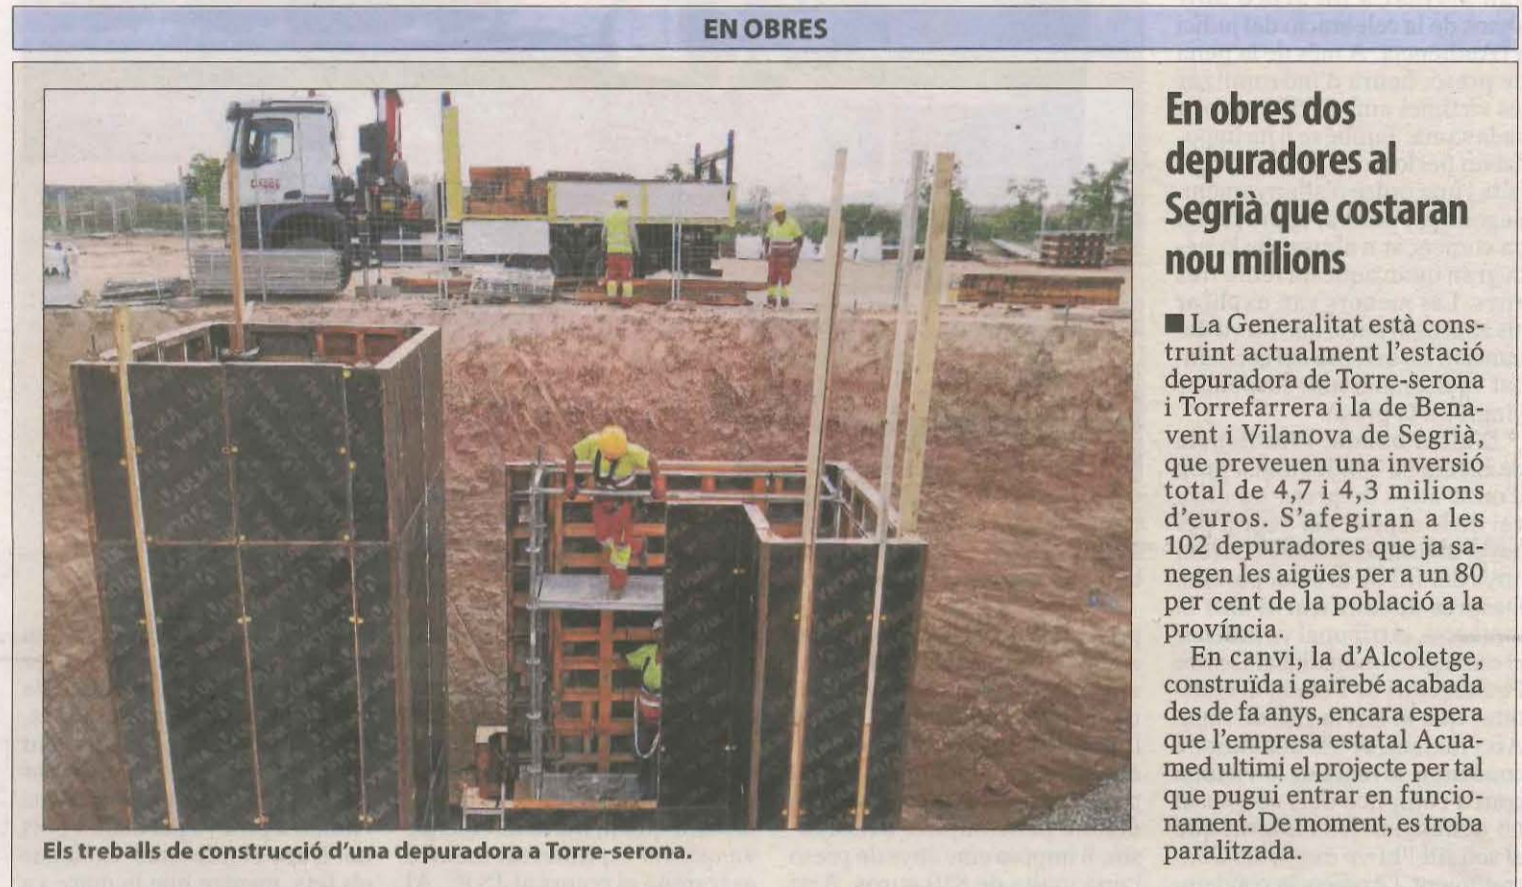 EN OBRES
En obres dos
depuradores al
Segrià que costaran
nou milions
■ La Generalitat està cons-
truint actualment l'estació
depuradora de Torre-serona
i Torrefarrera i la de Bena-
vent i Vilanova de Segrià,
que preveuen una inversió
total de 4,7 i 4,3 milions
d'euros. S'afegiran a les
102 depuradores que ja sa-
negen les aigües per a un 80
per cent de la població a la
província.
En canvi, la d'Alcoletge,
construïda i gairebé acabada
des de fa anys, encara espera
que l'empresa estatal Acua-
med ultimi el projecte per tal
que pugui entrar en funcio-
nament. De moment, es troba
paralitzada.
Els treballs de construcció d'una depuradora a Torre-serona.